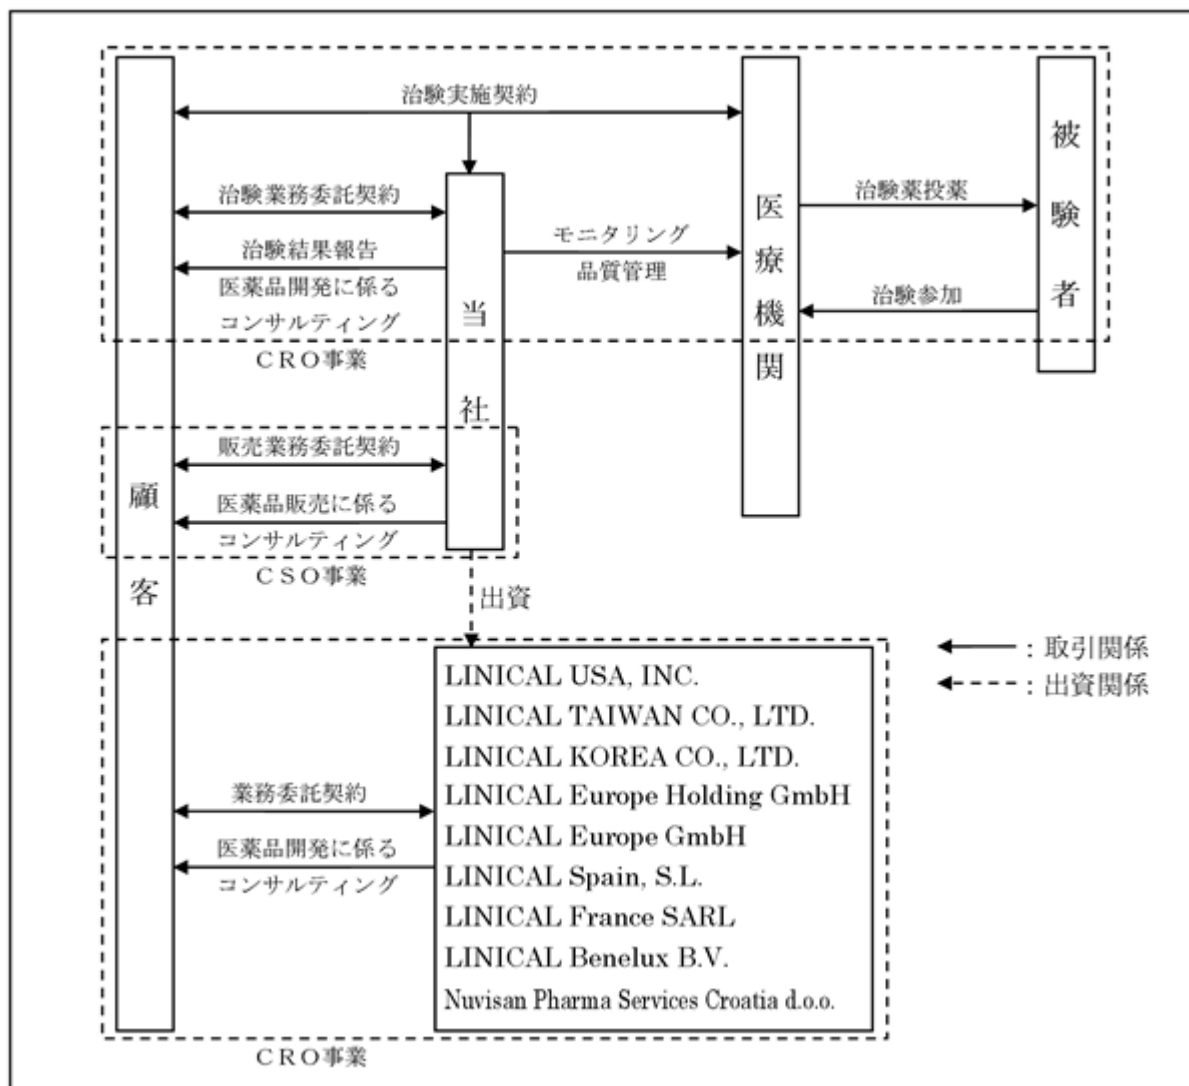 治験実施契約
被験者
治験業務委託契約
医療機関
治験薬投薬
治験結果報告
モニタリング
品質管理
医薬品開発に係る
コンサルティング
治験参加
当社
ＣＲＯ事業
販売業務委託契約
顧客
医薬品販売に係る
コンサルティング
ＣＳＯ事業
出資
：取引関係
：出資関係
LINICAL USA, INC.
LINICAL TAIWAN CO., LTD.
LINICAL KOREA CO., LTD.
LINICAL Europe Holding GmbH
LINICAL Europe GmbH
LINICAL Spain, S.L.
LINICAL France SARL
LINICAL Benelux B.V.
Nuvisan Pharma Services Croatia d.o.o.
業務委託契約
医薬品開発に係る
コンサルティング
ＣＲＯ事業